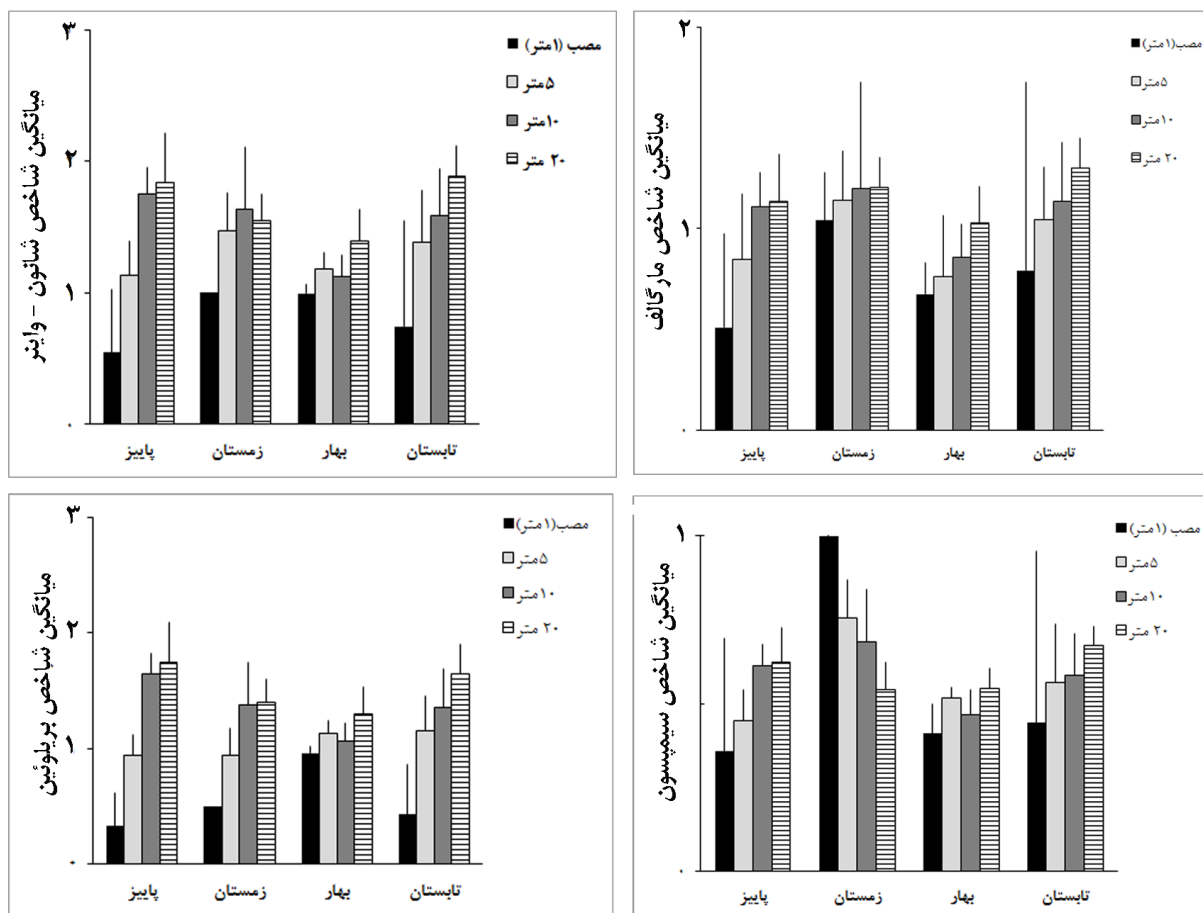 میانگین شاخص شانون - واینر
۳
۲
۱
۰
مصب (۱متر)
۵متر
۱۰متر
۲۰ متر
پاییز زمستان بهار تابستان
میانگین شاخص مارگالف
۲
۱
۰
مصب (۱متر)
۵متر
۱۰متر
۲۰ متر
پاییز زمستان بهار تابستان
میانگین شاخص بریلوئین
۳
۲
۱
۰
مصب(۱متر)
۵متر
۱۰متر
۲۰ متر
پاییز زمستان بهار تابستان
میانگین شاخص سیمپسون
۱
۰
مصب (۱متر)
۵متر
۱۰متر
۲۰ متر
پاییز زمستان بهار تابستان